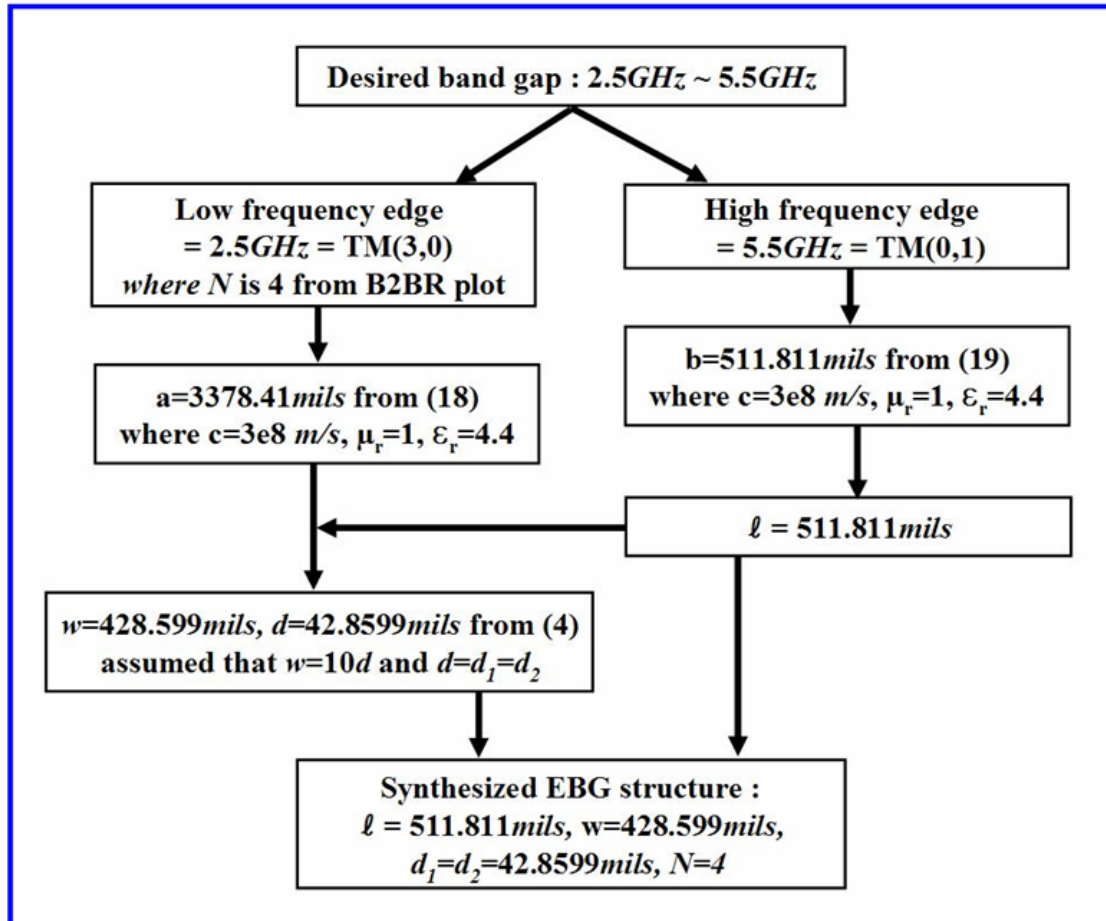 Desired band gap : 2.5GHz ~ 5.5GHz
Low frequency edge
= 2.5GHz = TM(3,0)
where N is 4 from B2BR plot
High frequency edge
= 5.5GHz = TM(0,1)
a=3378.41mils from (18)
where c=3e8 m/s, μr=1, εr=4.4
b=511.811mils from (19)
where c=3e8 m/s, μr=1, εr=4.4
ℓ = 511.811mils
w=428.599mils, d=42.8599mils from (4)
assumed that w=10d and d=d1=d2
Synthesized EBG structure :
ℓ = 511.811mils, w=428.599mils,
d1=d2=42.8599mils, N=4